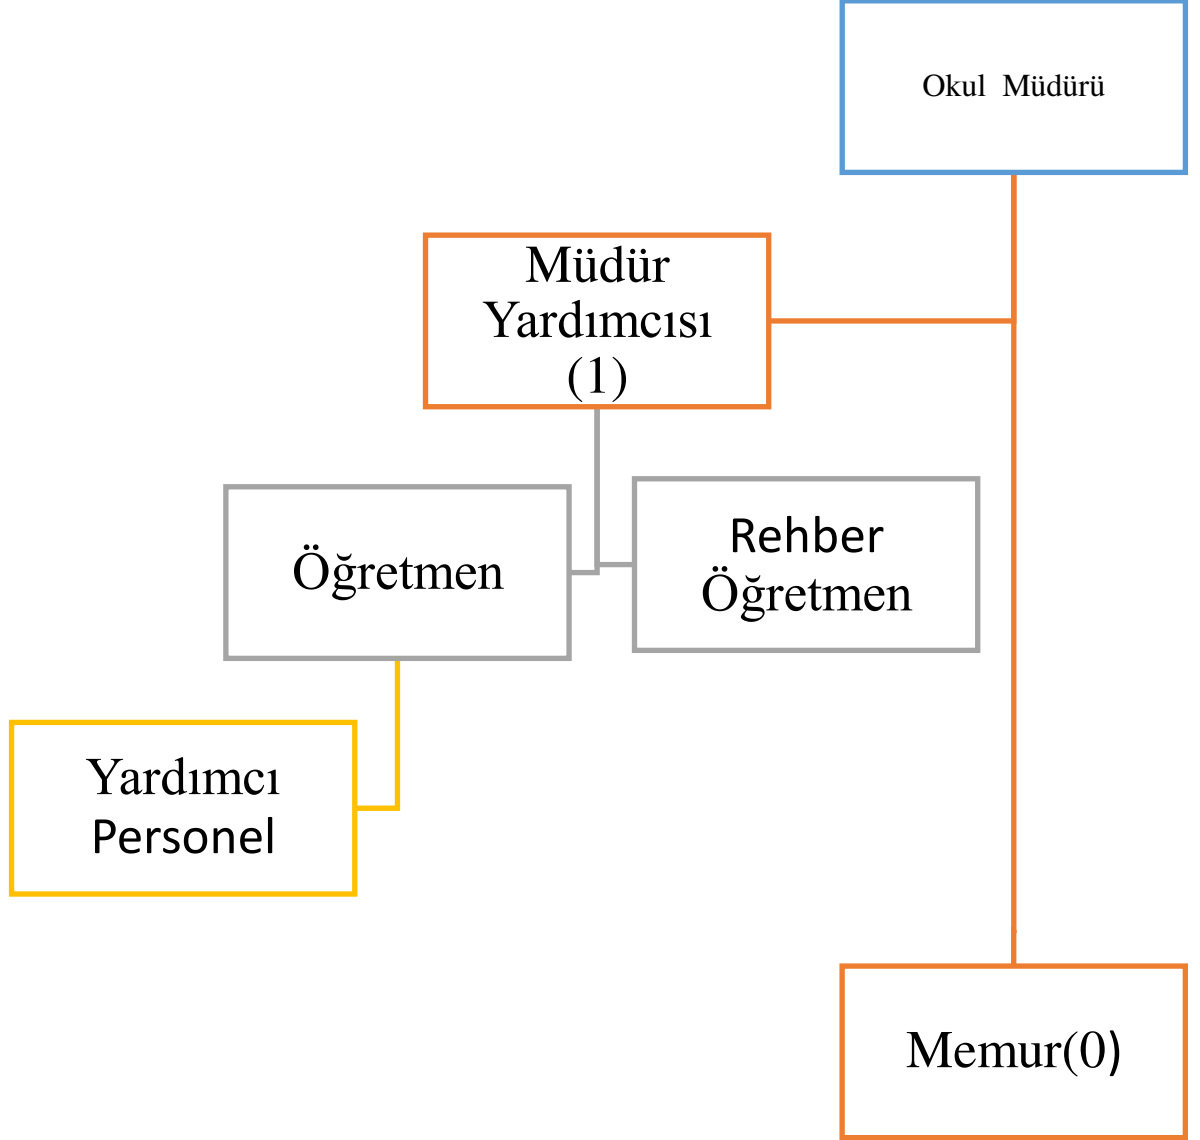 Okul Müdürü
Müdür
Yardımcısı
(1)
Öğretmen
Rehber
Öğretmen
Yardımcı
Personel
Memur(0)